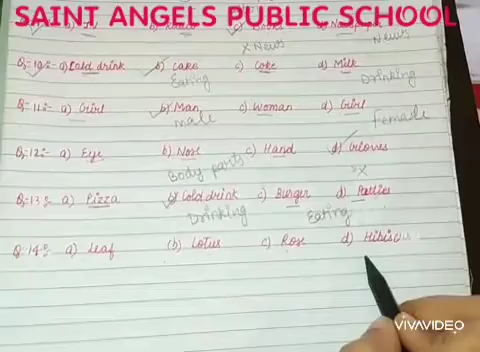 SAINT ANGELS PUBLIC SCHOOL
x News
News
Q:-10:- a) Cold drink b) Cake c) Coke d) Milk
Eating Drinking
Q:-11:- a) Girl b) Man c) Woman d) Girl
male Female
Q:-12:- a) Eye b) Nose c) Hand d) Gloves
Body parts x
Q:-13:- a) Pizza b) Cold drink c) Burger d) Patties
Drinking Eating
Q:-14:- a) Leaf (b) Lotus c) Rose d) Hibiscus
VIVAVIDEO